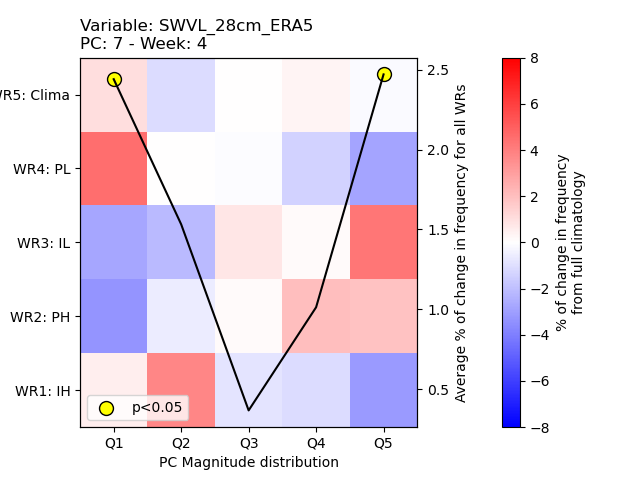 Variable: SWVL_28cm_ERA5
PC: 7 - Week: 4
WR5: Clima
WR4: PL
WR3: IL
WR2: PH
WR1: IH
p<0.05
Q1 Q2 Q3 Q4 Q5
PC Magnitude distribution
2.5
2.0
1.5
1.0
0.5
Average % of change in frequency for all WRs
8
6
4
2
0
−2
−4
−6
−8
% of change in frequency
from full climatology